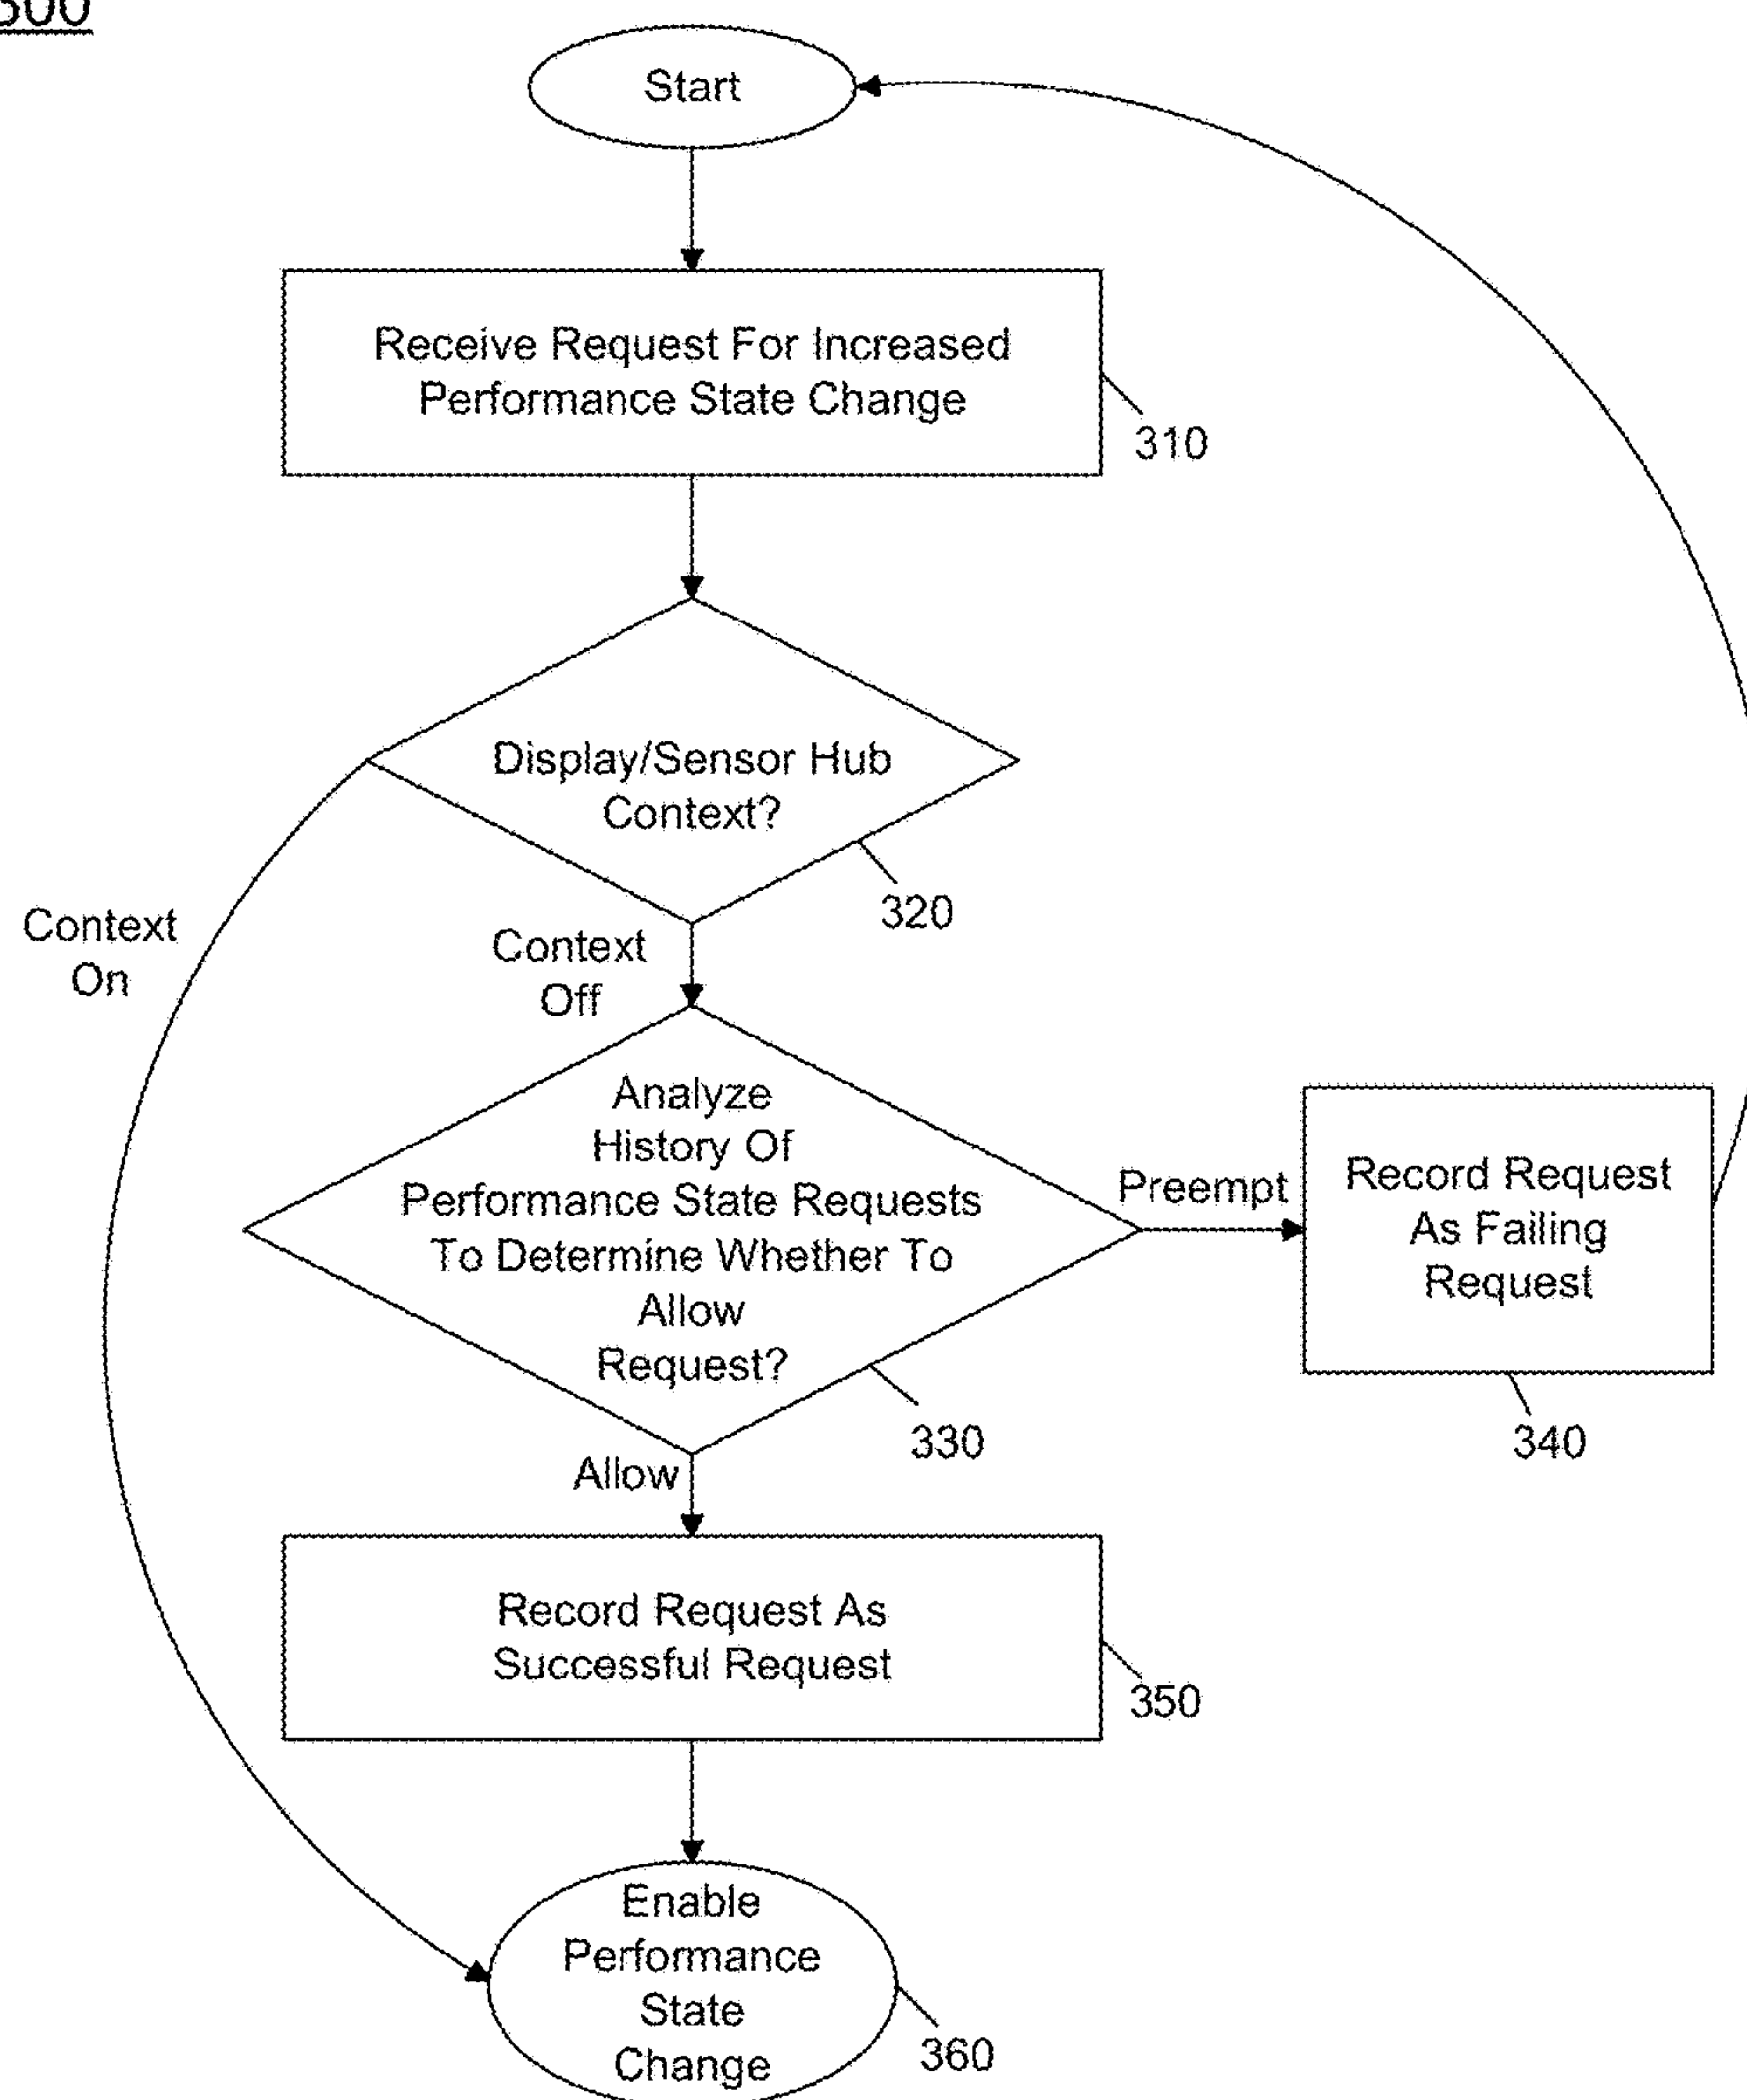 300
Start
Receive Request For Increased
Performance State Change
310
Display/Sensor Hub
Context?
320
Context
On
Context
Off
Analyze
History Of
Performance State Requests
To Determine Whether To
Allow
Request?
330
Preempt
Record Request
As Failing
Request
340
Allow
Record Request As
Successful Request
350
Enable
Performance
State
Change
360